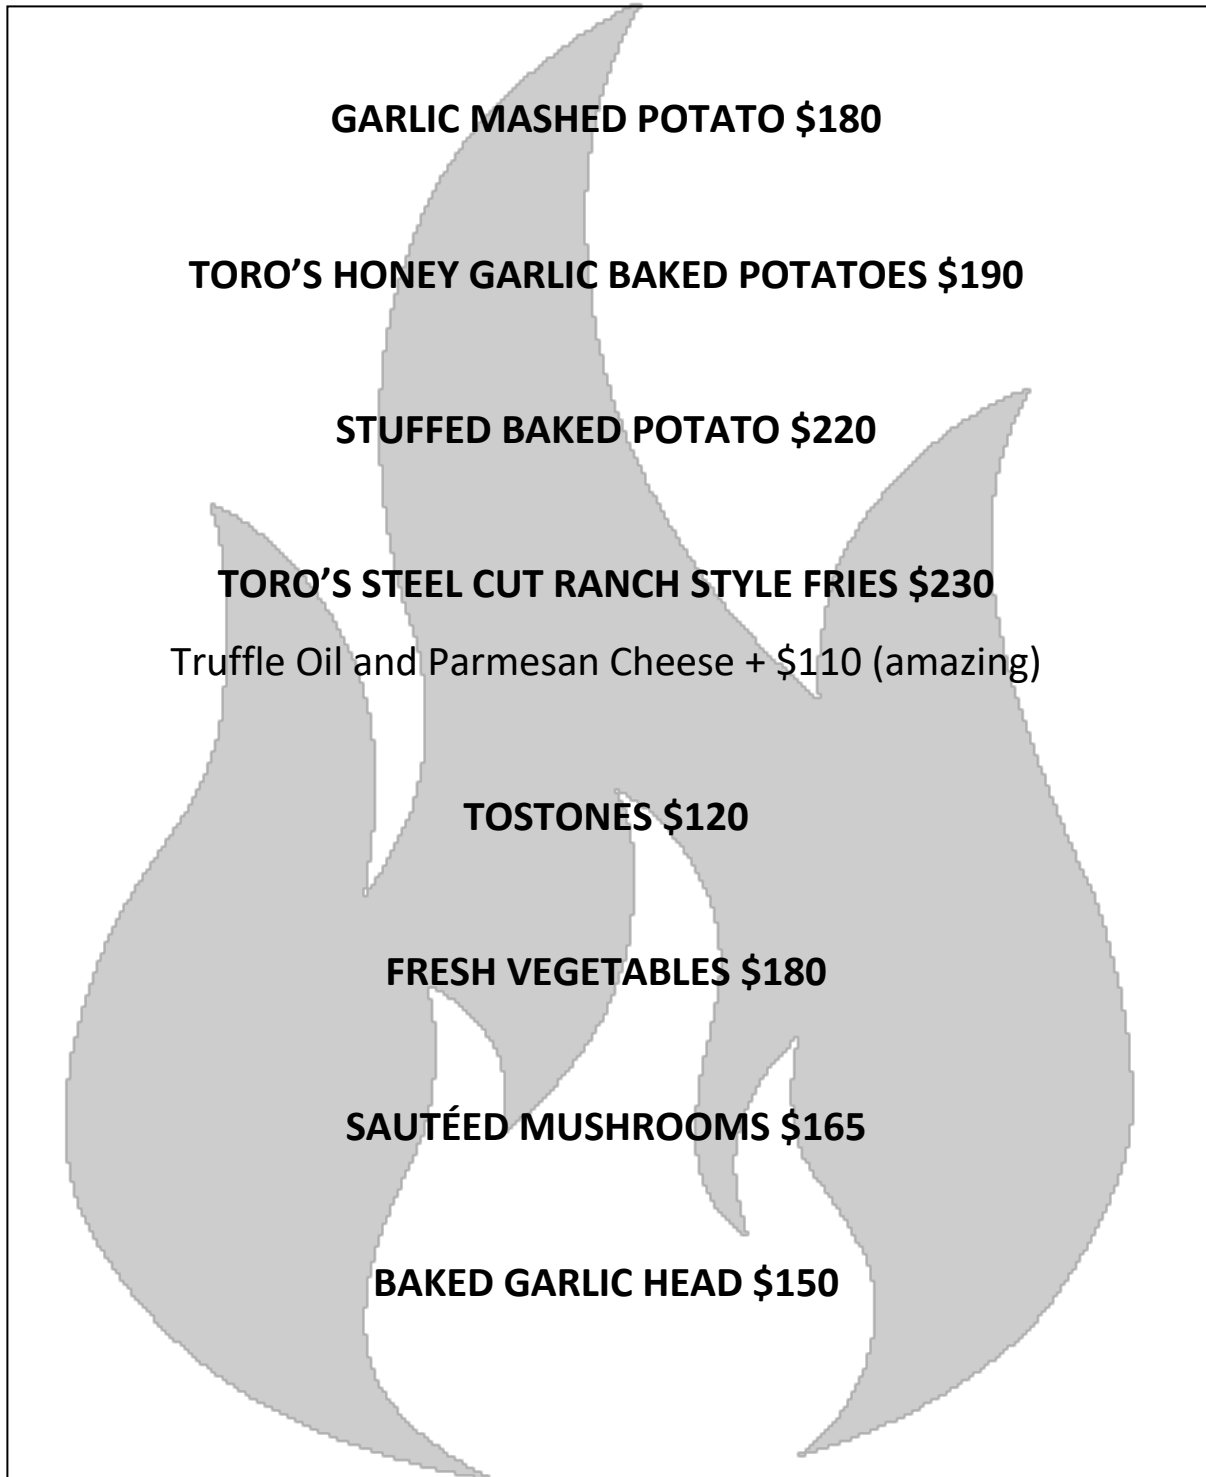 GARLIC MASHED POTATO $180
TORO’S HONEY GARLIC BAKED POTATOES $190
STUFFED BAKED POTATO $220
TORO’S STEEL CUT RANCH STYLE FRIES $230
Truffle Oil and Parmesan Cheese + $110 (amazing)
TOSTONES $120
FRESH VEGETABLES $180
SAUTÉED MUSHROOMS $165
BAKED GARLIC HEAD $150